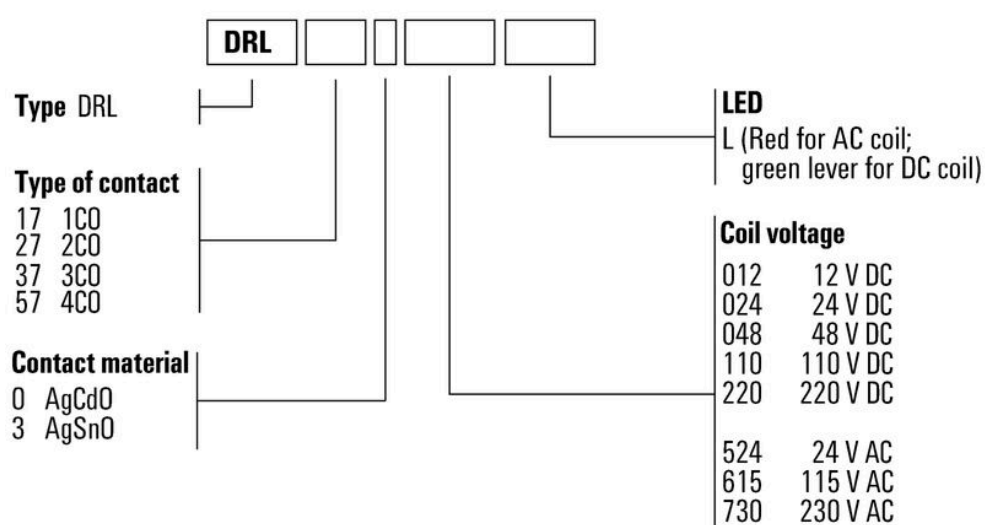 DRL
Type DRL
Type of contact
17 1CO
27 2CO
37 3CO
57 4CO
Contact material
0 AgCdO
3 AgSnO
LED
L (Red for AC coil;
green lever for DC coil)
Coil voltage
012 12 V DC
024 24 V DC
048 48 V DC
110 110 V DC
220 220 V DC
524 24 V AC
615 115 V AC
730 230 V AC